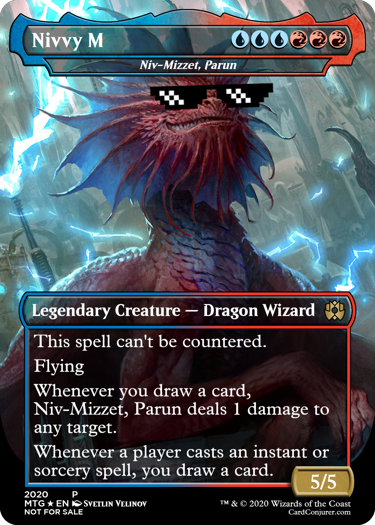 Nivvy M
Niv-Mizzet, Parun
Legendary Creature — Dragon Wizard
This spell can't be countered.
Flying
Whenever you draw a card,
Niv-Mizzet, Parun deals 1 damage to
any target.
Whenever a player casts an instant or
sorcery spell, you draw a card.
5/5
2020 P
MTG ★ EN Svetlin Velinov
NOT FOR SALE
™ & © 2020 Wizards of the Coast
CardConjurer.com